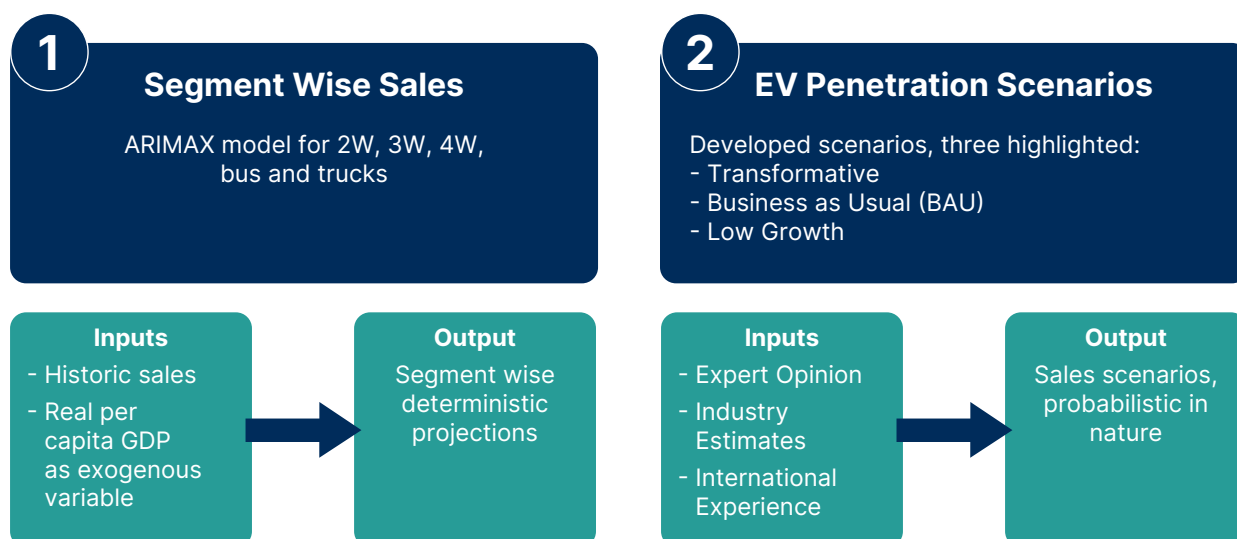 1
Segment Wise Sales
ARIMAX model for 2W, 3W, 4W,
bus and trucks
Inputs
- Historic sales
- Real per
capita GDP
as exogenous
variable
Output
Segment wise
deterministic
projections
2
EV Penetration Scenarios
Developed scenarios, three highlighted:
- Transformative
- Business as Usual (BAU)
- Low Growth
Inputs
- Expert Opinion
- Industry
Estimates
- International
Experience
Output
Sales scenarios,
probabilistic in
nature